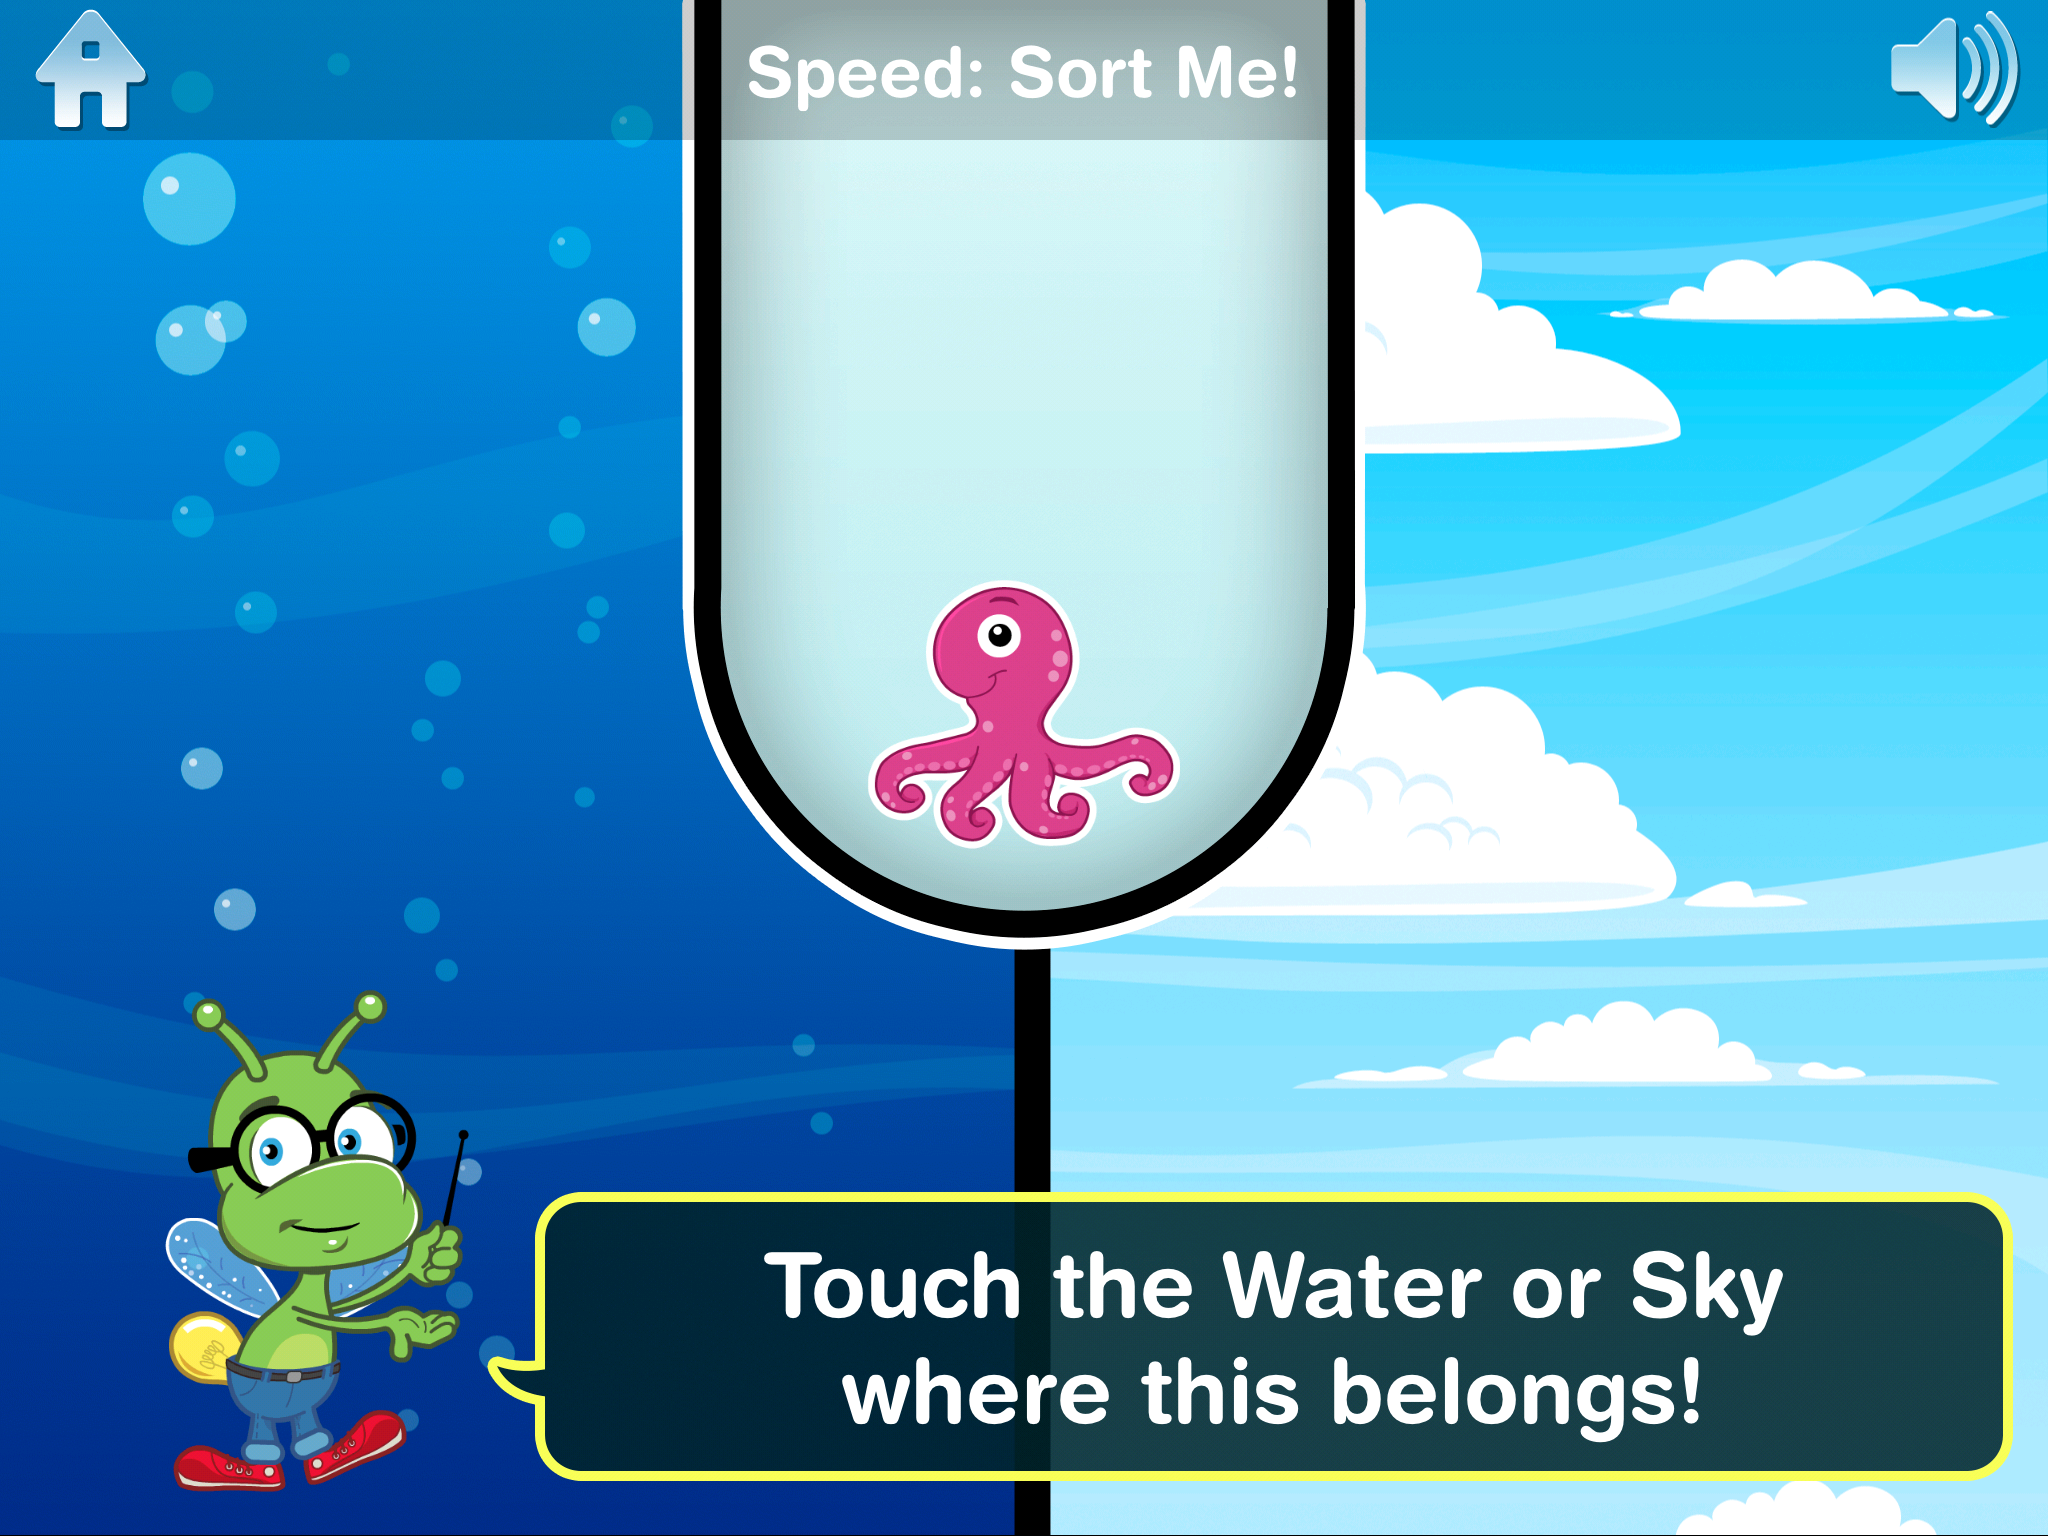 Speed: Sort Me!
Touch the Water or Sky
where this belongs!